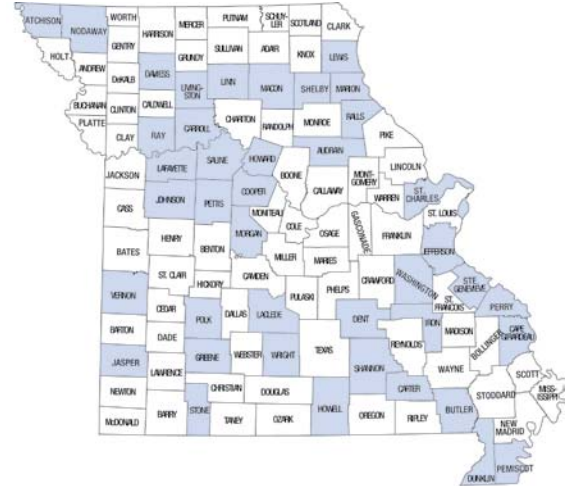 ATCHISON
NODAWAY
WORTH
GENTRY
HARRISON
MERCER
PUTNAM
SCHUY-
LER
SCOTLAND
CLARK
HOLT
ANDREW
DeKALB
DAVIESS
GRUNDY
SULLIVAN
ADAIR
KNOX
LEWIS
BUCHANAN
CLINTON
CALDWELL
LIVING-
STON
LINN
MACON
SHELBY
MARION
PLATTE
CLAY
RAY
CARROLL
CHARITON
RANDOLPH
MONROE
RALLS
PIKE
JACKSON
LAFAYETTE
SALINE
HOWARD
BOONE
AUDRAIN
CALLAWAY
MONT-
GOMERY
LINCOLN
WARREN
ST.
CHARLES
ST. LOUIS
CASS
JOHNSON
PETTIS
COOPER
MONITEAU
COLE
OSAGE
GASCONADE
FRANKLIN
JEFFERSON
BATES
HENRY
BENTON
MORGAN
MILLER
MARIES
ST. CLAIR
HICKORY
CAMDEN
PULASKI
PHELPS
CRAWFORD
WASHINGTON
ST.
FRANCOIS
STE.
GENEVIEVE
PERRY
VERNON
CEDAR
POLK
DALLAS
LACLEDE
DENT
IRON
MADISON
BOLLINGER
CAPE
GIRARDEAU
BARTON
DADE
GREENE
WEBSTER
WRIGHT
TEXAS
SHANNON
REYNOLDS
WAYNE
SCOTT
MISS-
ISSIPPI
JASPER
LAWRENCE
CHRISTIAN
DOUGLAS
HOWELL
CARTER
BUTLER
STODDARD
NEWTON
McDONALD
BARRY
STONE
TANEY
OZARK
OREGON
RIPLEY
NEW
MADRID
DUNKLIN
PEMISCOT